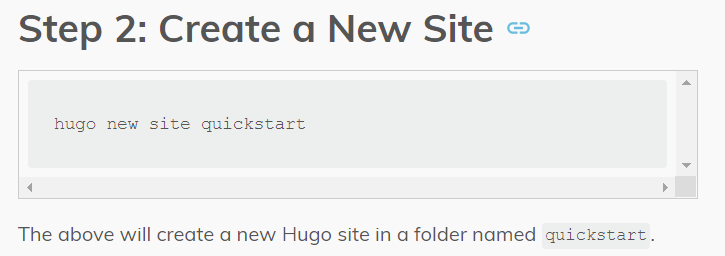 Step 2: Create a New Site
hugo new site quickstart
The above will create a new Hugo site in a folder named quickstart.